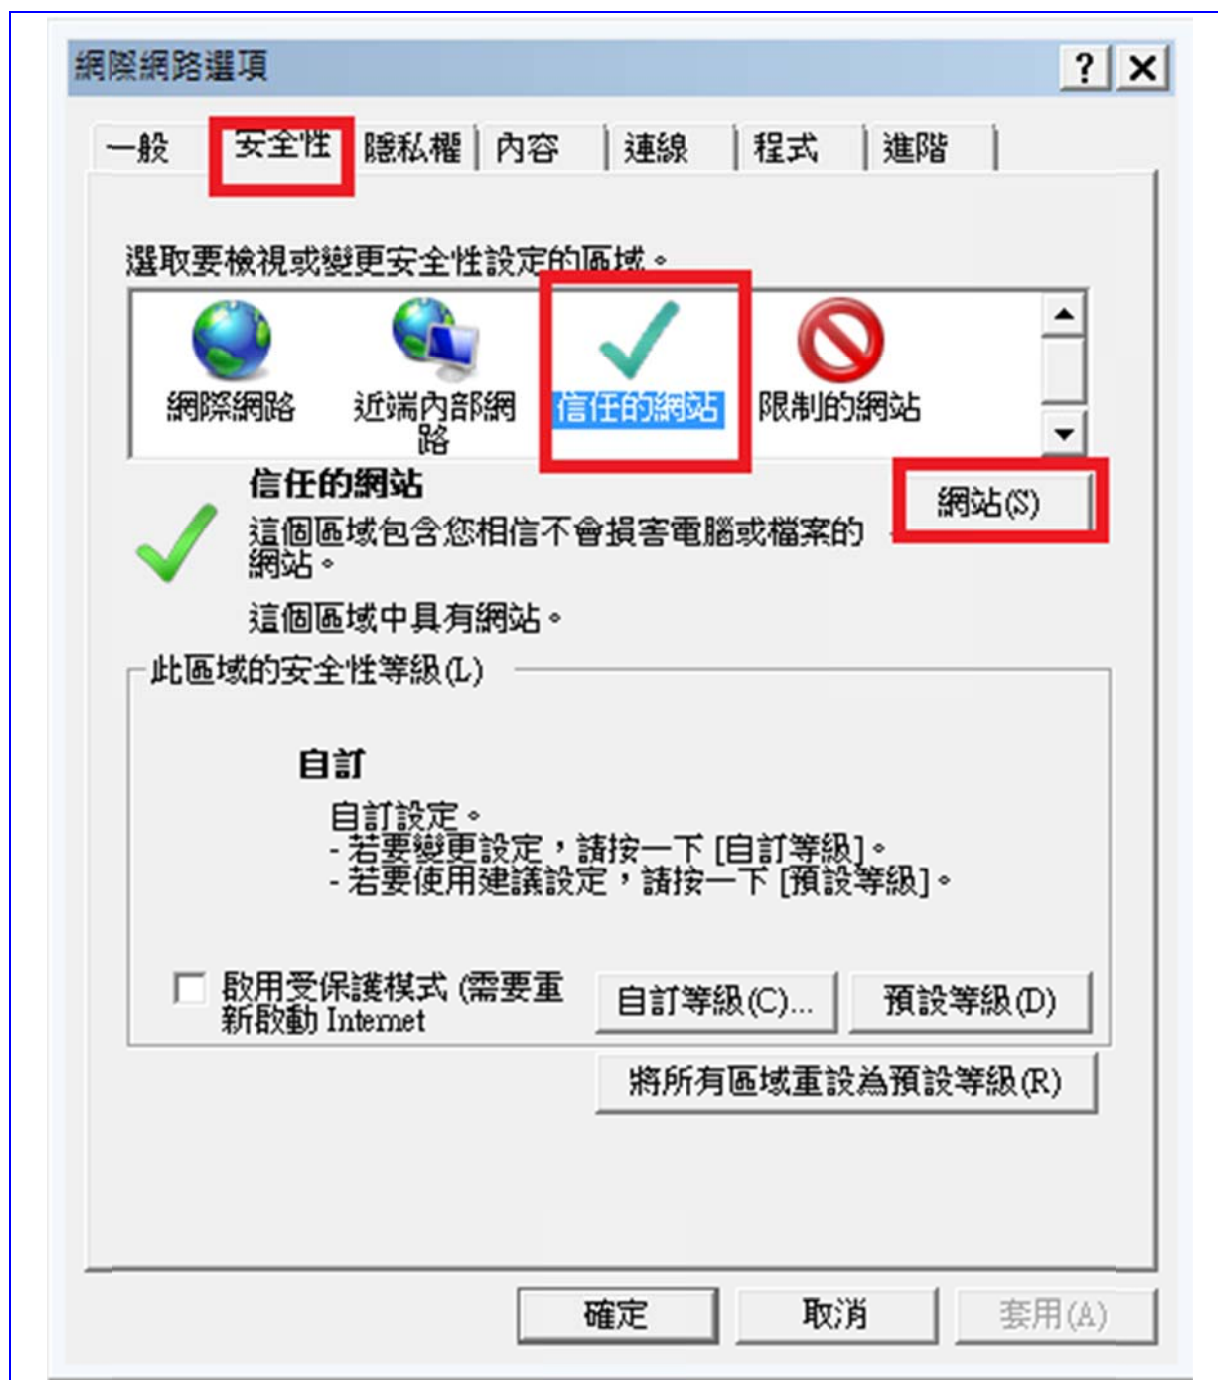 網際網路選項
一般 安全性 隱私權 內容 連線 程式 進階
選取要檢視或變更安全性設定的區域。
網際網路 近端內部網路 信任的網站 限制的網站
信任的網站
網站(S)
這個區域包含您相信不會損害電腦或檔案的
網站。
這個區域中具有網站。
此區域的安全性等級(L)
自訂
自訂設定。
- 若要變更設定，請按一下 [自訂等級]。
- 若要使用建議設定，請按一下 [預設等級]。
啟用受保護模式 (需要重
新啟動 Internet
自訂等級(C)... 預設等級(D)
將所有區域重設為預設等級(R)
確定 取消 套用(A)